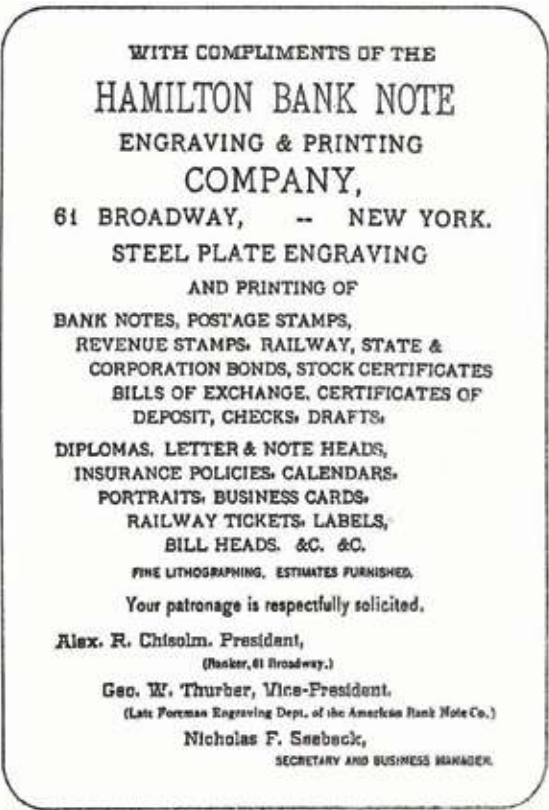 WITH COMPLIMENTS OF THE
HAMILTON BANK NOTE
ENGRAVING & PRINTING
COMPANY,
61 BROADWAY, -- NEW YORK.
STEEL PLATE ENGRAVING
AND PRINTING OF
BANK NOTES, POSTAGE STAMPS,
REVENUE STAMPS, RAILWAY, STATE &
CORPORATION BONDS, STOCK CERTIFICATES
BILLS OF EXCHANGE, CERTIFICATES OF
DEPOSIT, CHECKS, DRAFTS,
DIPLOMAS, LETTER & NOTE HEADS,
INSURANCE POLICIES, CALENDARS,
PORTRAITS, BUSINESS CARDS,
RAILWAY TICKETS, LABELS,
BILL HEADS. &C. &C.
FINE LITHOGRAPHING. ESTIMATES FURNISHED.
Your patronage is respectfully solicited.
Alex. R. Chisolm. President,
(Banker, 61 Broadway.)
Geo. W. Thurber, Vice-President.
(Late Foreman Engraving Dept. of the American Bank Note Co.)
Nicholas F. Seebeck,
SECRETARY AND BUSINESS MANAGER.